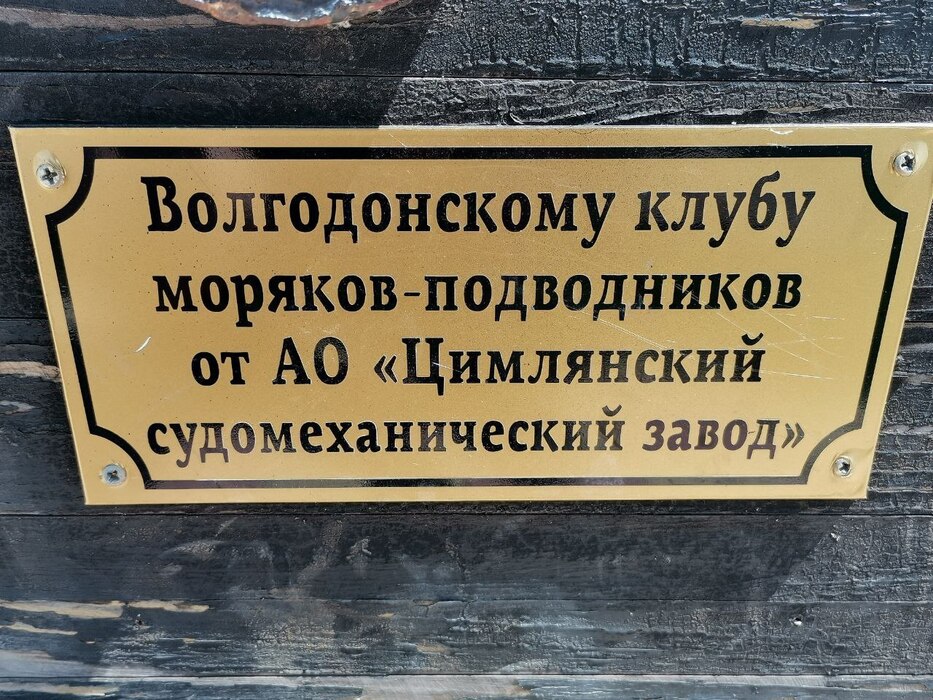 Волгодонскому клубу
моряков-подводников
от АО «Цимлянский
судомеханический завод»